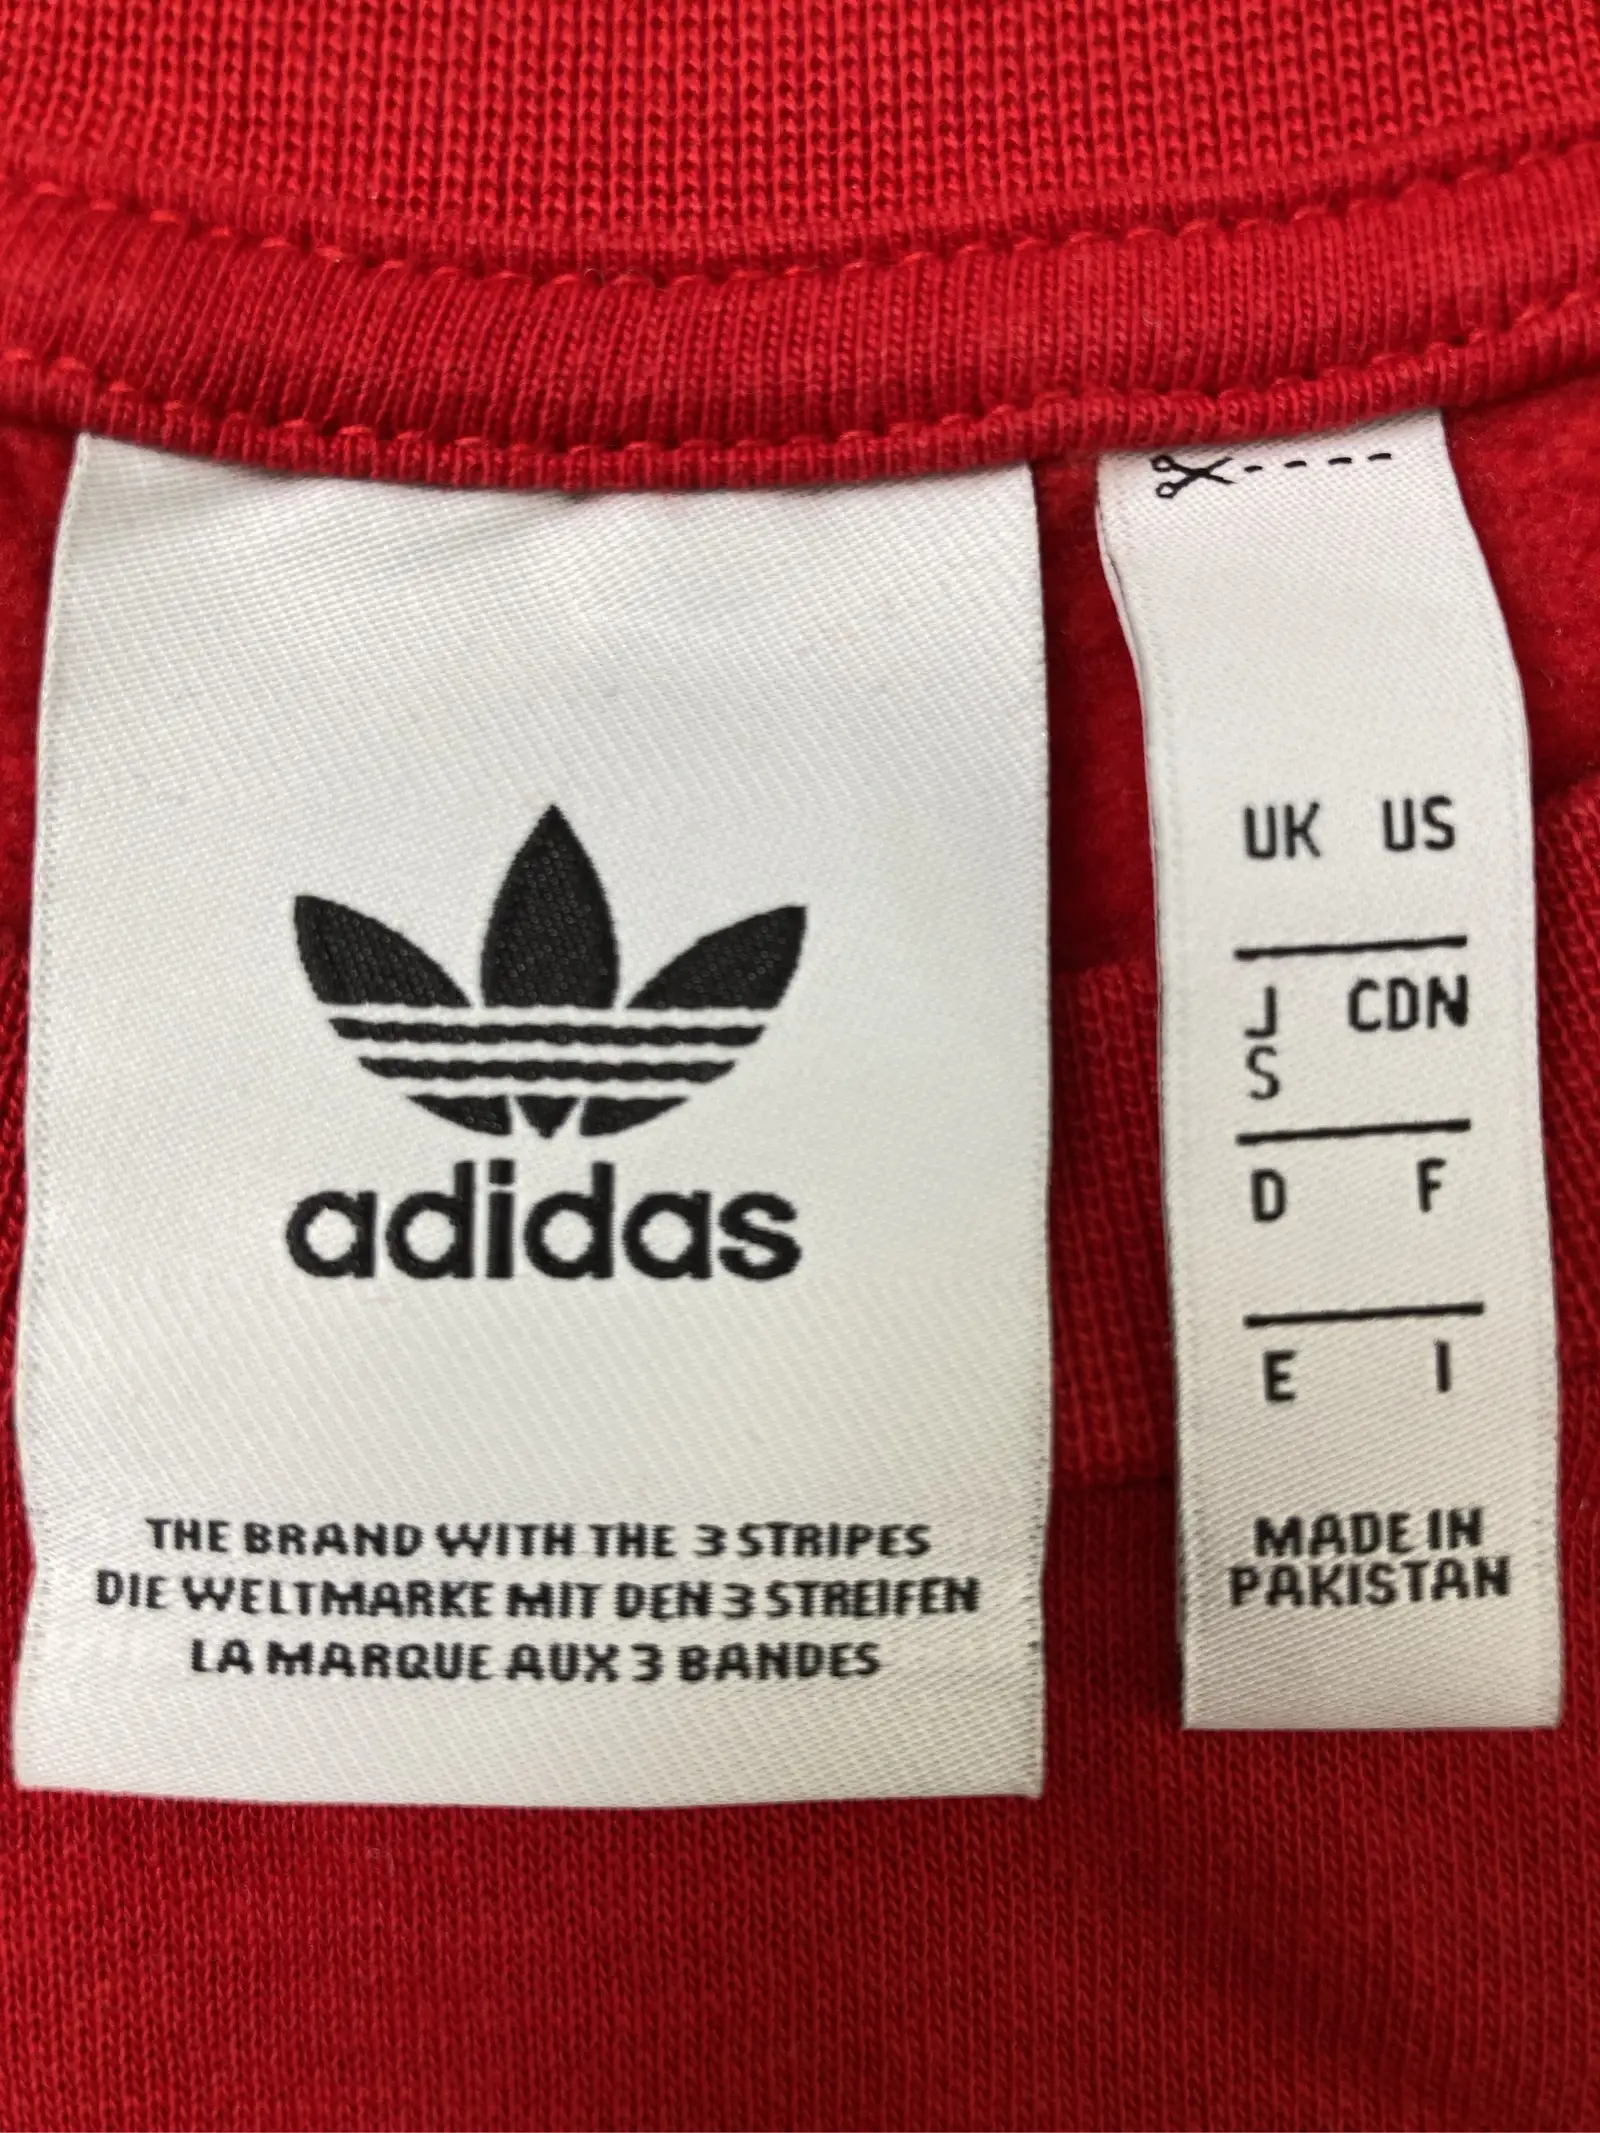 adidas
THE BRAND WITH THE 3 STRIPES
DIE WELTMARKE MIT DEN 3 STREIFEN
LA MARQUE AUX 3 BANDES
UK US
J CDN
S
D F
E I
MADE IN
PAKISTAN